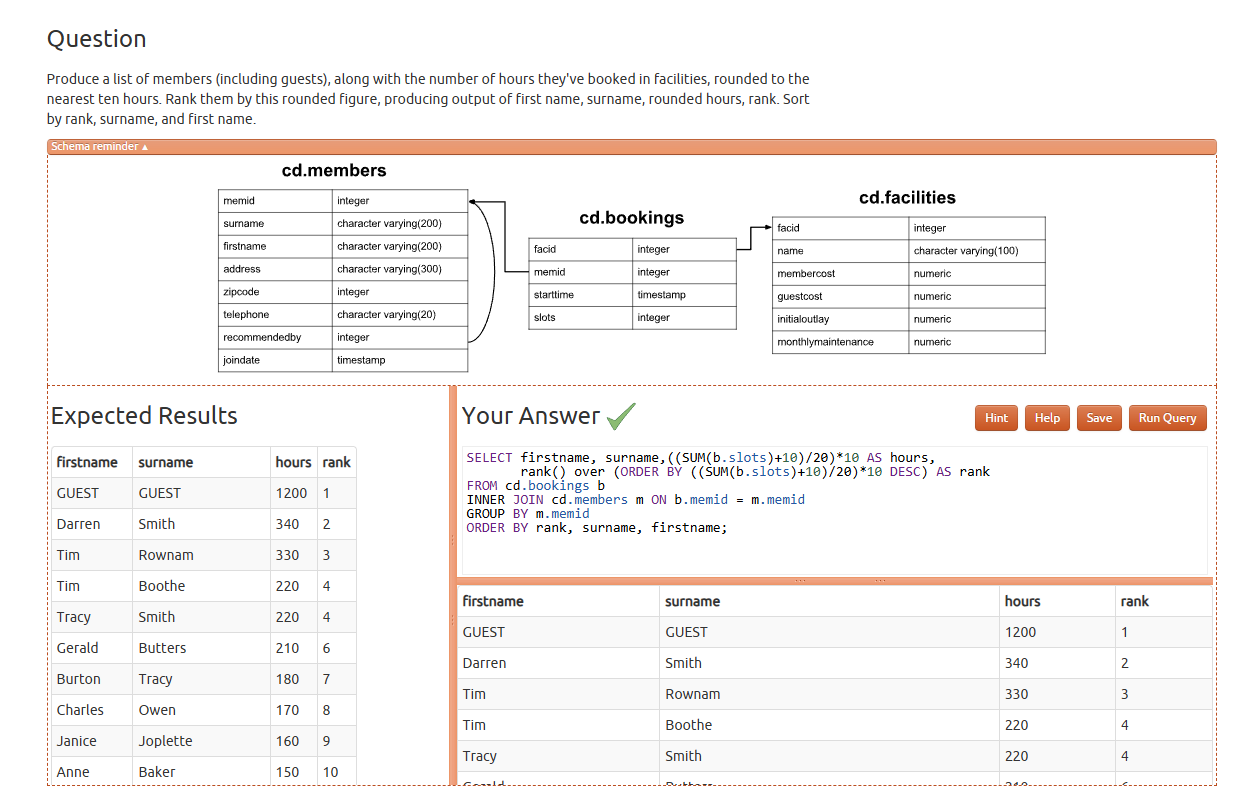 Question
Produce a list of members (including guests), along with the number of hours they've booked in facilities, rounded to the
nearest ten hours. Rank them by this rounded figure, producing output of first name, surname, rounded hours, rank. Sort
by rank, surname, and first name.
Schema reminder ▲
cd.members
memid integer
surname character varying(200)
firstname character varying(200)
address character varying(300)
zipcode integer
telephone character varying(20)
recommendedby integer
joindate timestamp
cd.bookings
facid integer
memid integer
starttime timestamp
slots integer
cd.facilities
facid integer
name character varying(100)
membercost numeric
guestcost numeric
initialoutlay numeric
monthlymaintenance numeric
Expected Results
firstname surname hours rank
GUEST GUEST 1200 1
Darren Smith 340 2
Tim Rownam 330 3
Tim Boothe 220 4
Tracy Smith 220 4
Gerald Butters 210 6
Burton Tracy 180 7
Charles Owen 170 8
Janice Joplette 160 9
Anne Baker 150 10
Your Answer
Hint Help Save Run Query
SELECT firstname, surname,((SUM(b.slots)+10)/20)*10 AS hours,
rank() over (ORDER BY ((SUM(b.slots)+10)/20)*10 DESC) AS rank
FROM cd.bookings b
INNER JOIN cd.members m ON b.memid = m.memid
GROUP BY m.memid
ORDER BY rank, surname, firstname;
firstname surname hours rank
GUEST GUEST 1200 1
Darren Smith 340 2
Tim Rownam 330 3
Tim Boothe 220 4
Tracy Smith 220 4